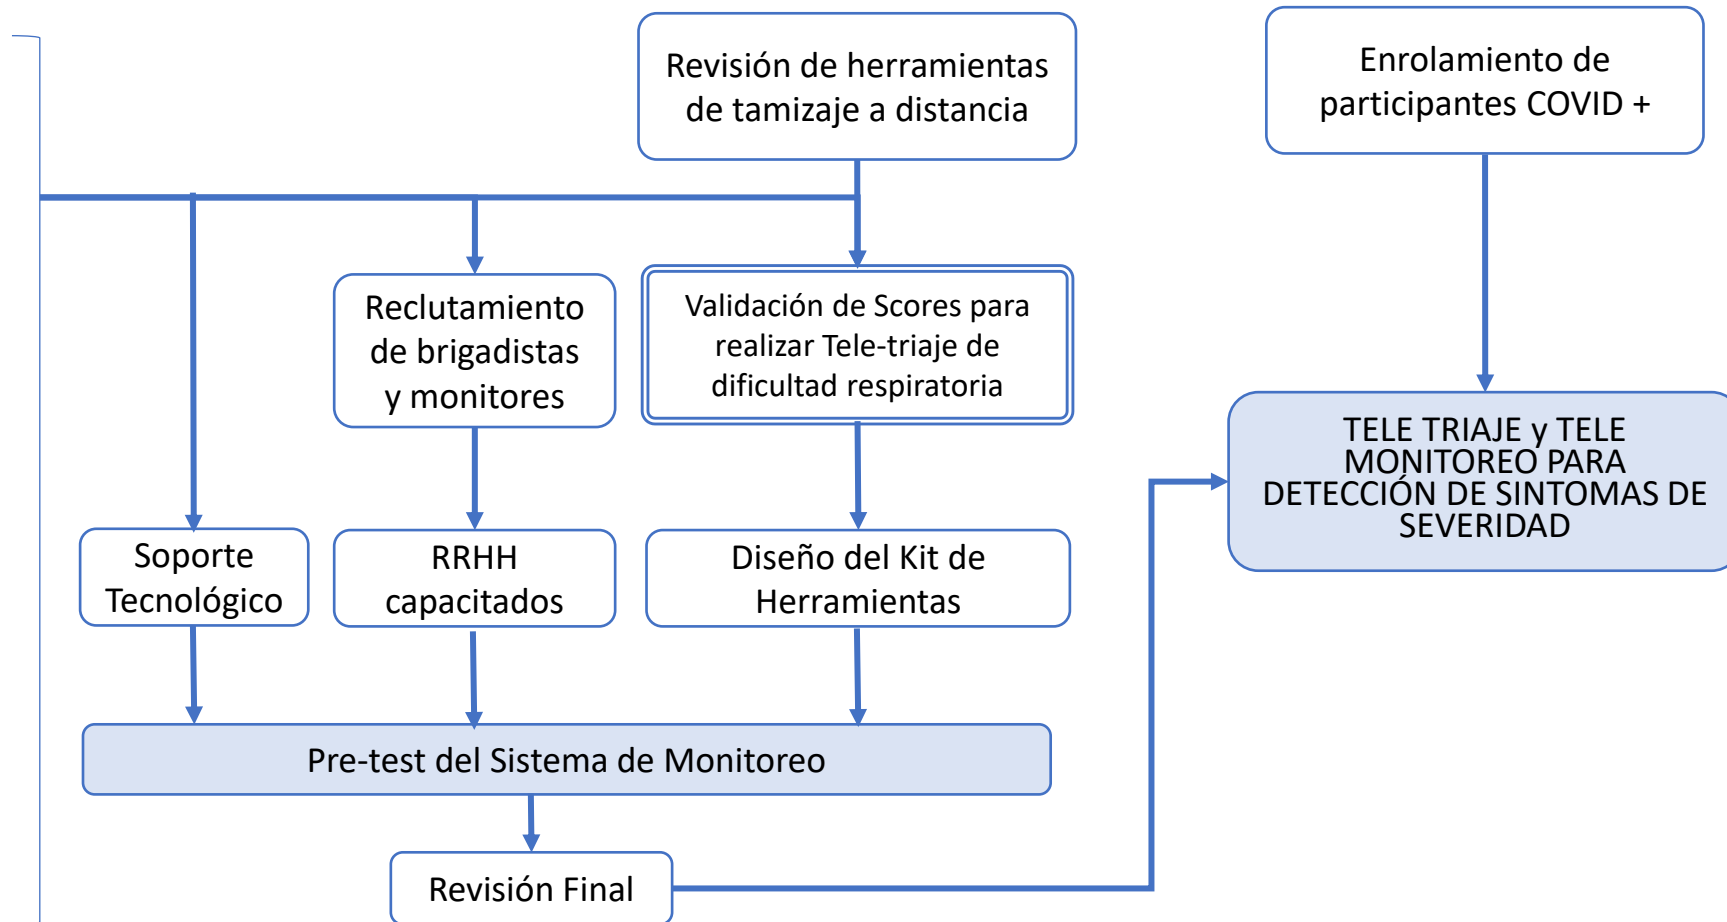 Revisión de herramientas
de tamizaje a distancia
Enrolamiento de
participantes COVID +
Reclutamiento
de brigadistas
y monitores
Validación de Scores para
realizar Tele-triaje de
dificultad respiratoria
TELE TRIAJE y TELE
MONITOREO PARA
DETECCIÓN DE SINTOMAS DE
SEVERIDAD
Soporte
Tecnológico
RRHH
capacitados
Diseño del Kit de
Herramientas
Pre-test del Sistema de Monitoreo
Revisión Final